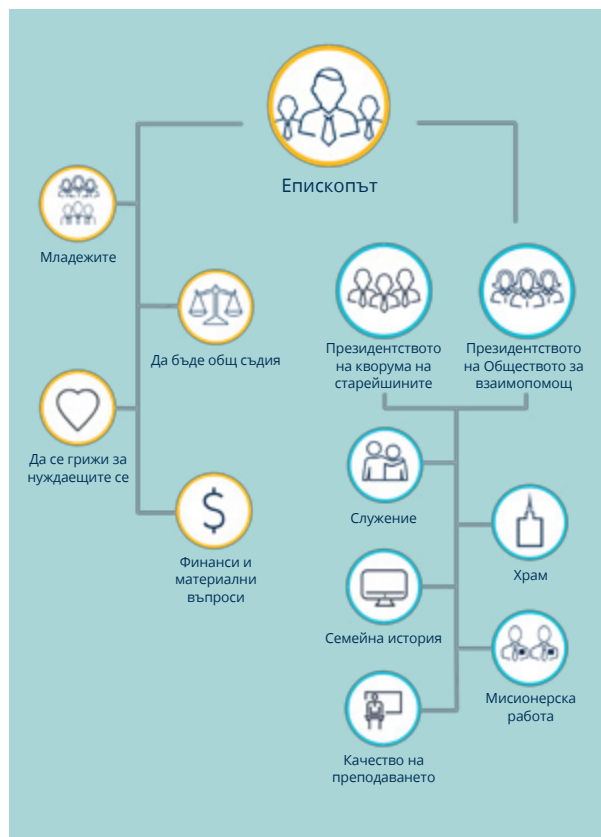 Епископът
Младежите
Да бъде общ съдия
Да се грижи за
нуждаещите се
$
Финанси и
материални
въпроси
Президентството
на кворума на
старейшините
Президентството
на Обществото за
взаимопомощ
Служение
Храм
Семейна история
Мисионерска
работа
Качество на
преподаването